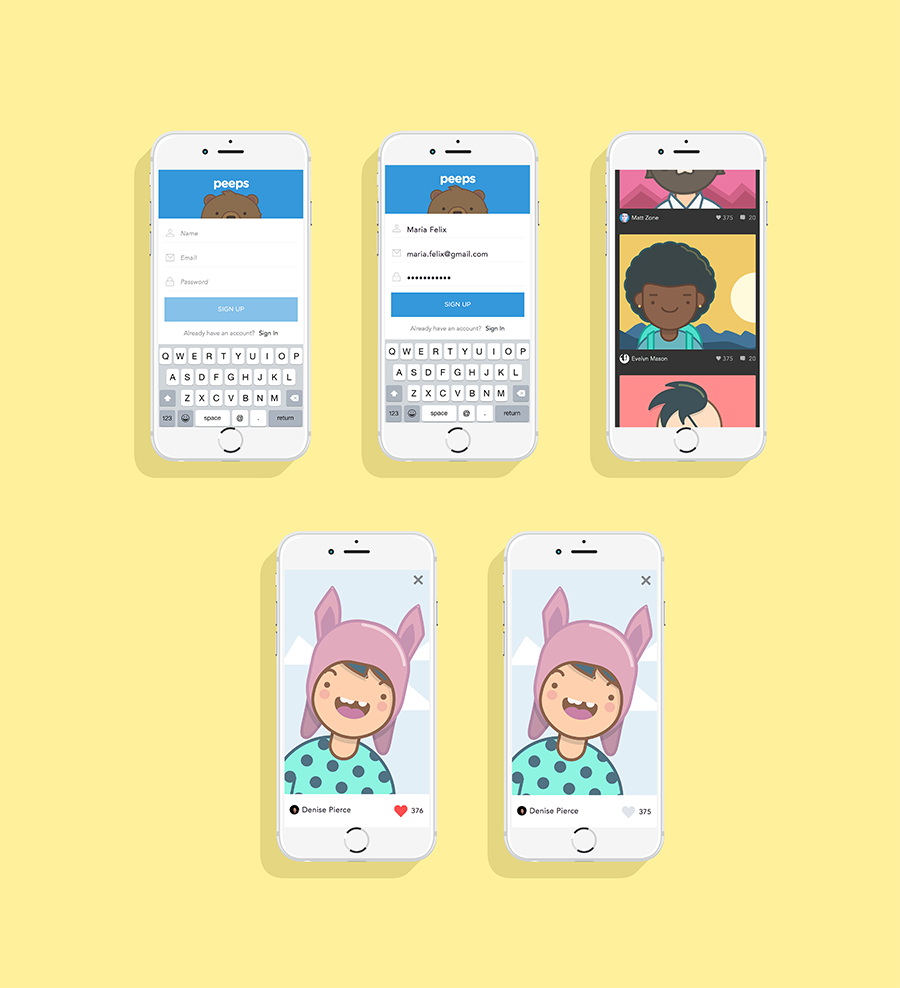 peeps
Name
Email
Password
SIGN UP
Already have an account? Sign In
Q W E R T Y U I O P
A S D F G H J K L
Z X C V B N M
123 space @ . return
peeps
Maria Felix
maria.felix@gmail.com
•••••••••••
SIGN UP
Already have an account? Sign In
Q W E R T Y U I O P
A S D F G H J K L
Z X C V B N M
123 space @ . return
Matt Zone 375 20
Evelyn Mason 375 20
Denise Pierce 376
Denise Pierce 375